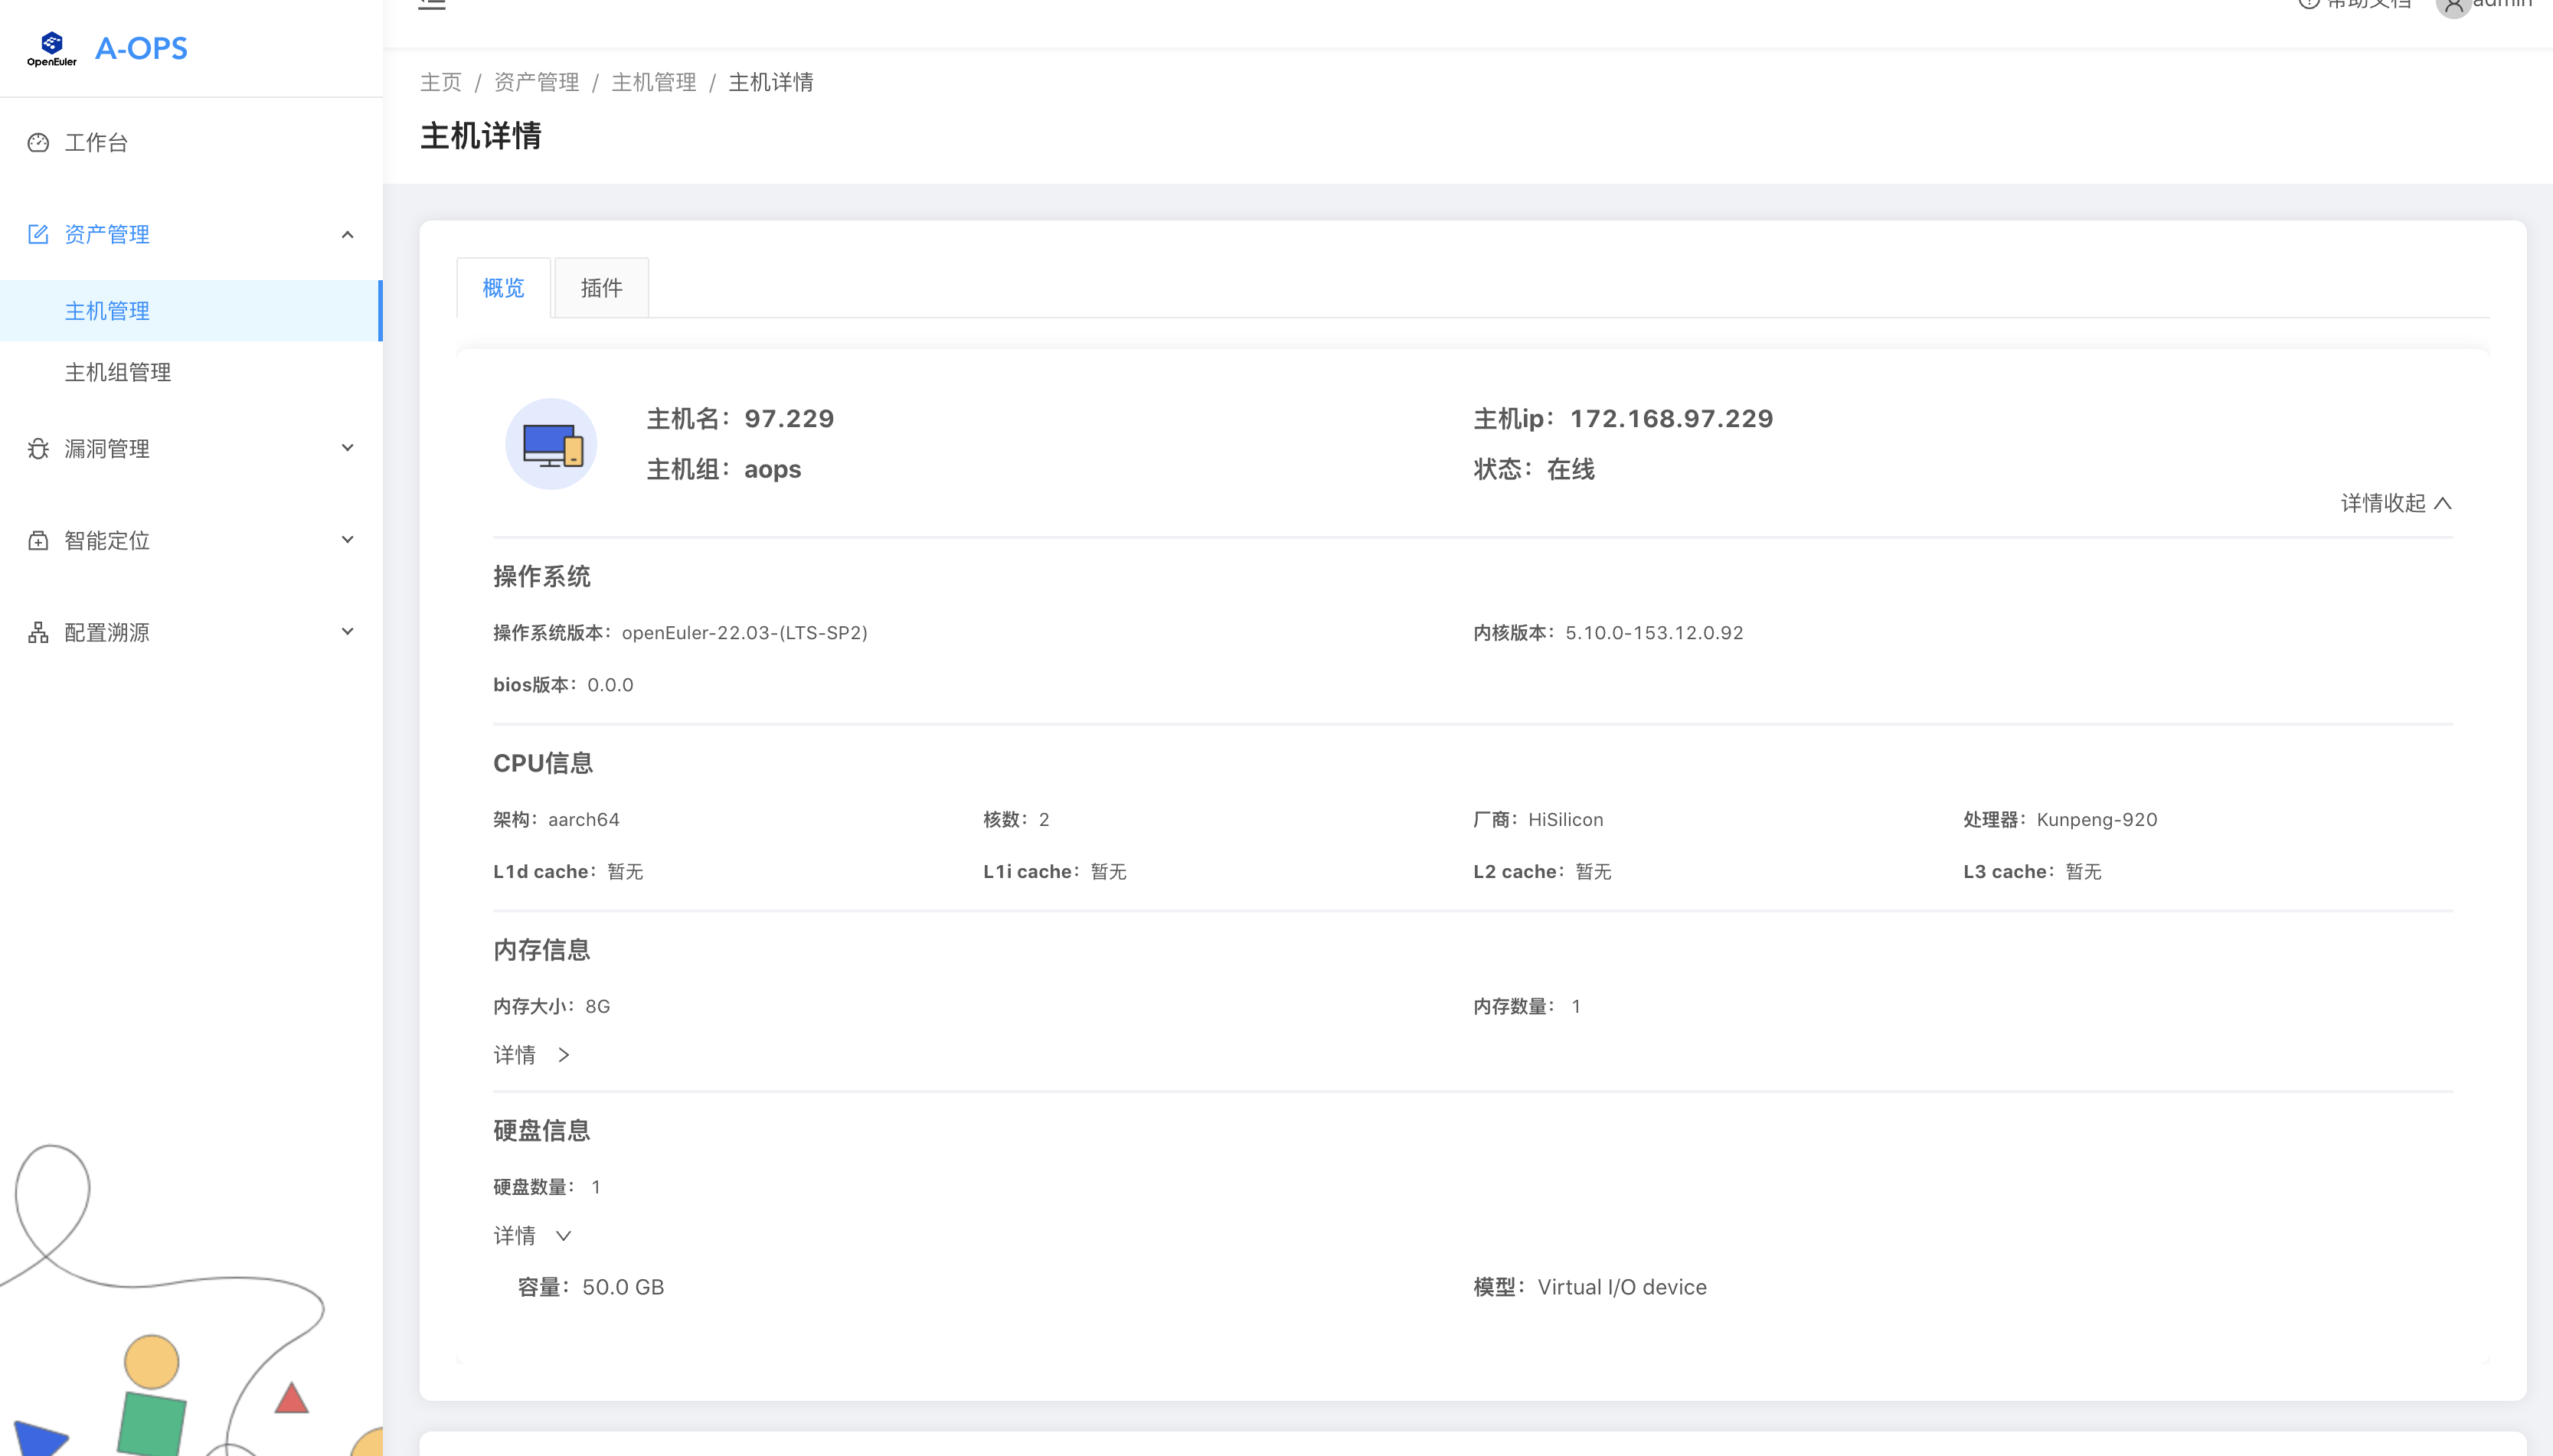 帮助文档 admin
OpenEuler A-OPS
工作台
资产管理
主机管理
主机组管理
漏洞管理
智能定位
配置溯源
主页 / 资产管理 / 主机管理 / 主机详情
主机详情
概览 插件
主机名：97.229 主机ip：172.168.97.229
主机组：aops 状态：在线
详情收起
操作系统
操作系统版本：openEuler-22.03-(LTS-SP2) 内核版本：5.10.0-153.12.0.92
bios版本：0.0.0
CPU信息
架构：aarch64 核数：2 厂商：HiSilicon 处理器：Kunpeng-920
L1d cache：暂无 L1i cache：暂无 L2 cache：暂无 L3 cache：暂无
内存信息
内存大小：8G 内存数量： 1
详情
硬盘信息
硬盘数量： 1
详情
容量：50.0 GB 模型：Virtual I/O device